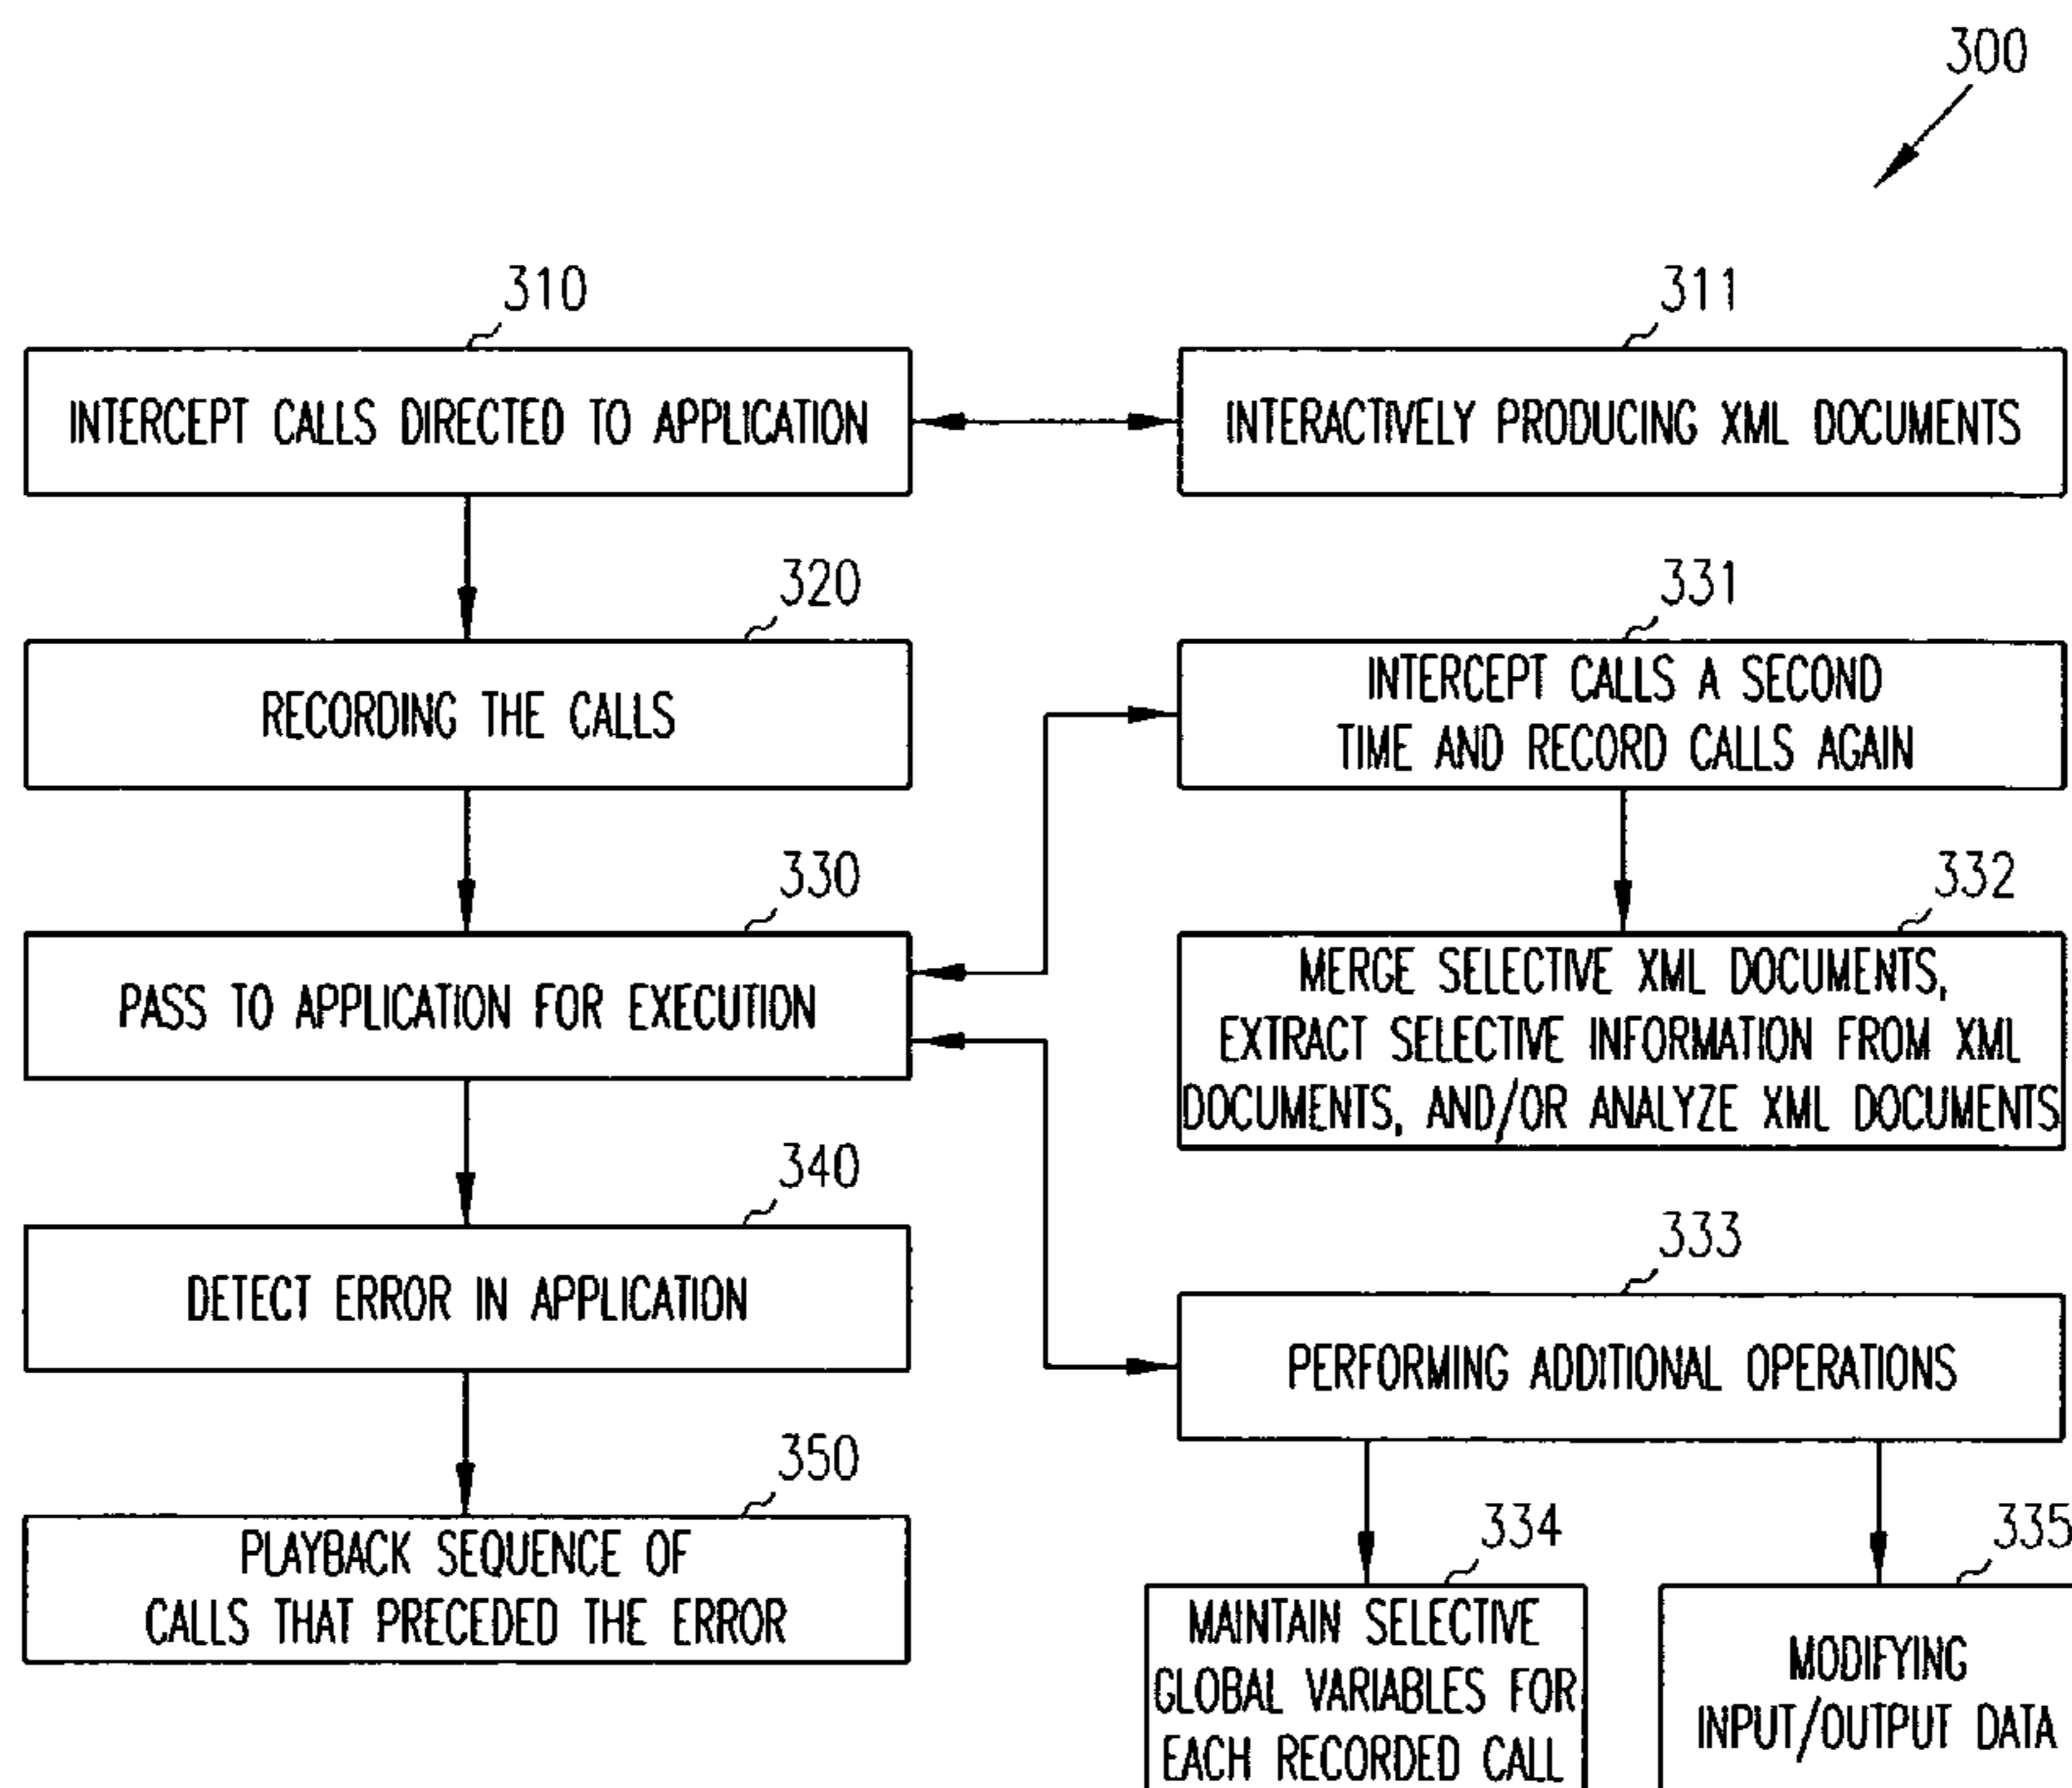 300
310
INTERCEPT CALLS DIRECTED TO APPLICATION
311
INTERACTIVELY PRODUCING XML DOCUMENTS
320
RECORDING THE CALLS
331
INTERCEPT CALLS A SECOND
TIME AND RECORD CALLS AGAIN
330
PASS TO APPLICATION FOR EXECUTION
332
MERGE SELECTIVE XML DOCUMENTS,
EXTRACT SELECTIVE INFORMATION FROM XML
DOCUMENTS, AND/OR ANALYZE XML DOCUMENTS
340
DETECT ERROR IN APPLICATION
333
PERFORMING ADDITIONAL OPERATIONS
350
PLAYBACK SEQUENCE OF
CALLS THAT PRECEDED THE ERROR
334
MAINTAIN SELECTIVE
GLOBAL VARIABLES FOR
EACH RECORDED CALL
335
MODIFYING
INPUT/OUTPUT DATA